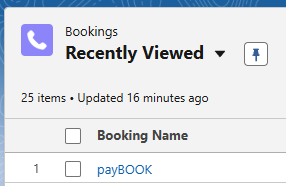 Bookings
Recently Viewed
25 items • Updated 16 minutes ago
Booking Name
1 payBOOK